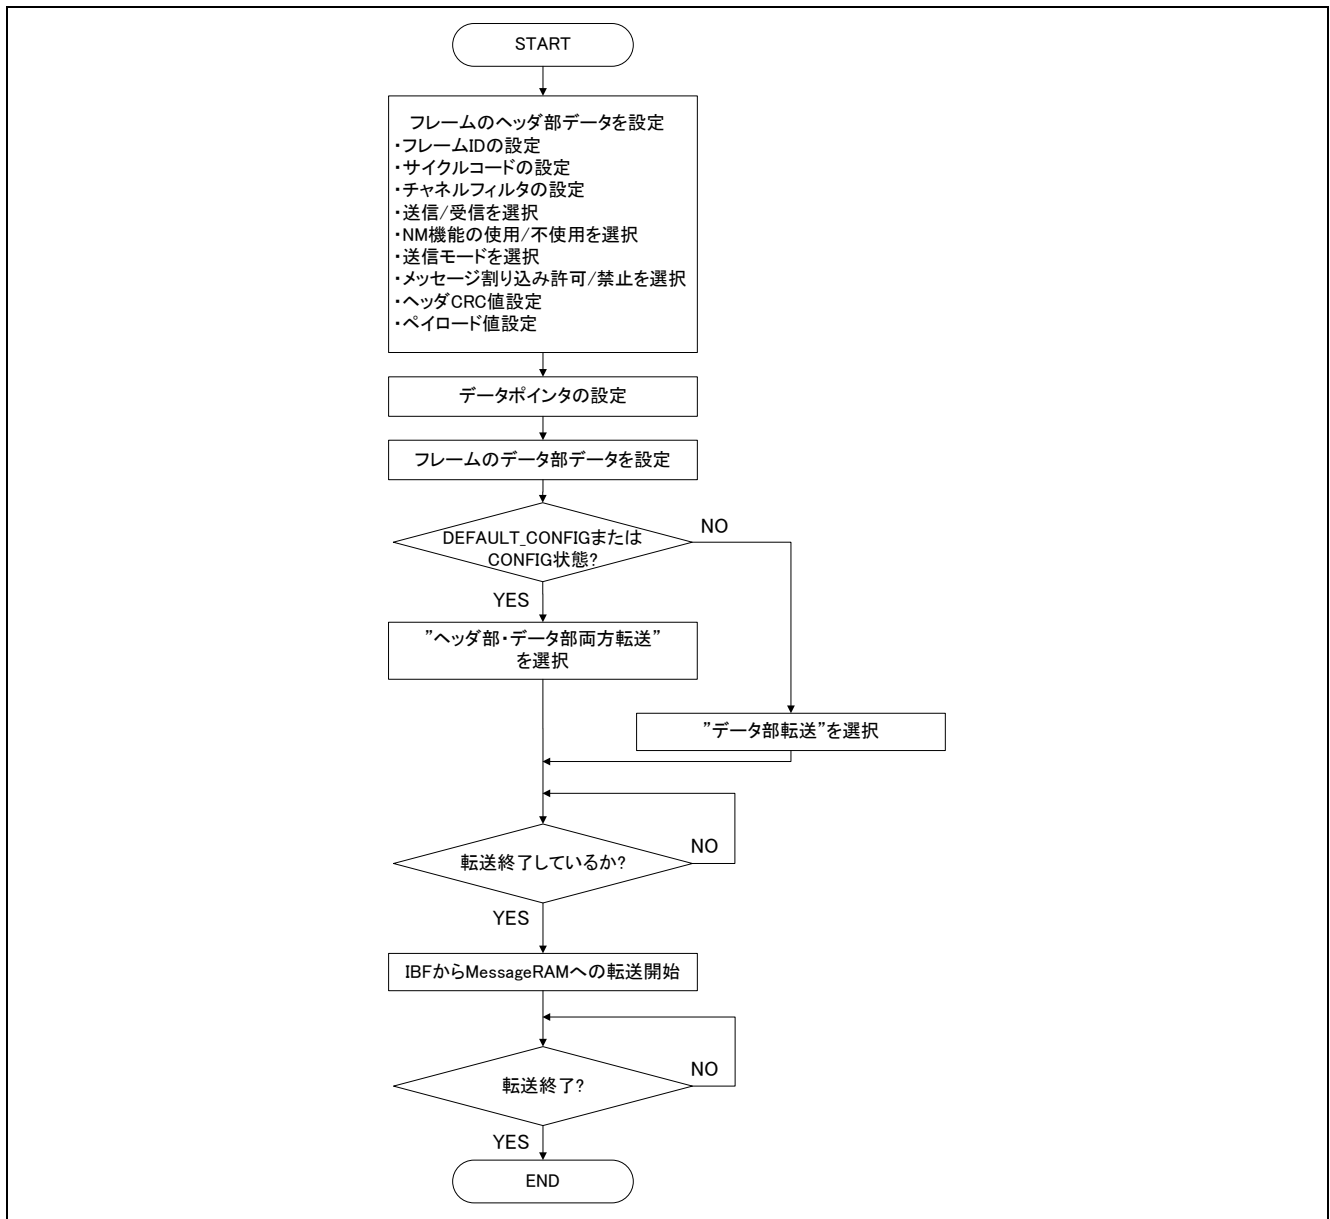 START
フレームのヘッダ部データを設定
・フレームIDの設定
・サイクルコードの設定
・チャネルフィルタの設定
・送信/受信を選択
・NM機能の使用/不使用を選択
・送信モードを選択
・メッセージ割り込み許可/禁止を選択
・ヘッダCRC値設定
・ペイロード値設定
データポインタの設定
フレームのデータ部データを設定
DEFAULT_CONFIGまたは
CONFIG状態?
NO
YES
”ヘッダ部・データ部両方転送”
を選択
”データ部転送”を選択
転送終了しているか?
NO
YES
IBFからMessageRAMへの転送開始
転送終了?
NO
YES
END